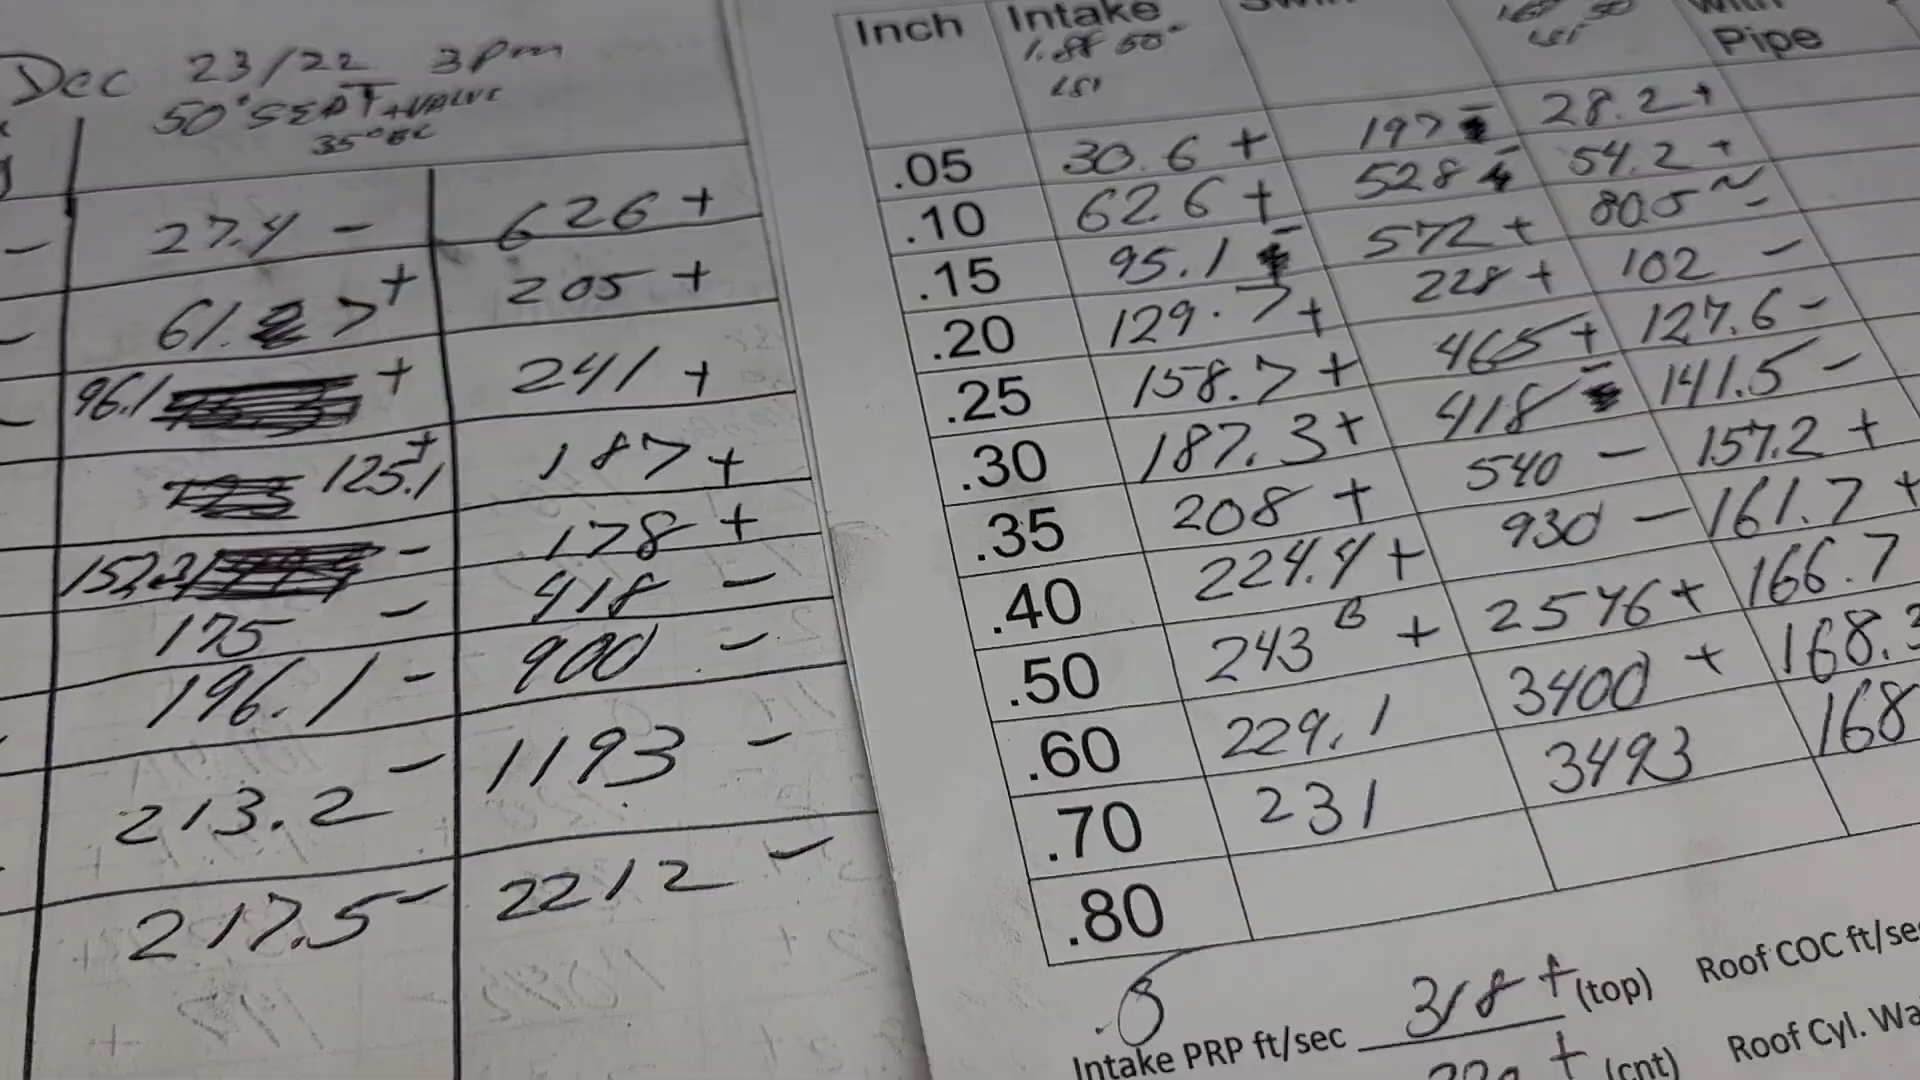 Dec 23/22 3pm
50° SEAT + VALVE
35° BC
27.4 - 626 +
61.7 + 205 +
96.1 + 241 +
125.1 + 187 +
152.2 - 178 +
175 - 418 -
196.1 - 900 -
213.2 - 1193 -
217.5 - 2212 -
Inch Intake
1.88 50°
LSI
LSI
Pipe
.05 30.6 + 197 - 28.2 +
.10 62.6 + 528 - 54.2 +
.15 95.1 - 572 + 80.5 ~
.20 129.7 + 228 + 102 -
.25 158.7 + 465 + 127.6 -
.30 187.3 + 418 - 141.5 -
.35 208 + 540 - 157.2 +
.40 224.4 + 930 - 161.7 +
.50 243 B + 2546 + 166.7
.60 229.1 3400 + 168.3
.70 231 3493 168
.80
Intake PRP ft/sec 318 + (top) Roof COC ft/se
+ (cnt) Roof Cyl. Wa